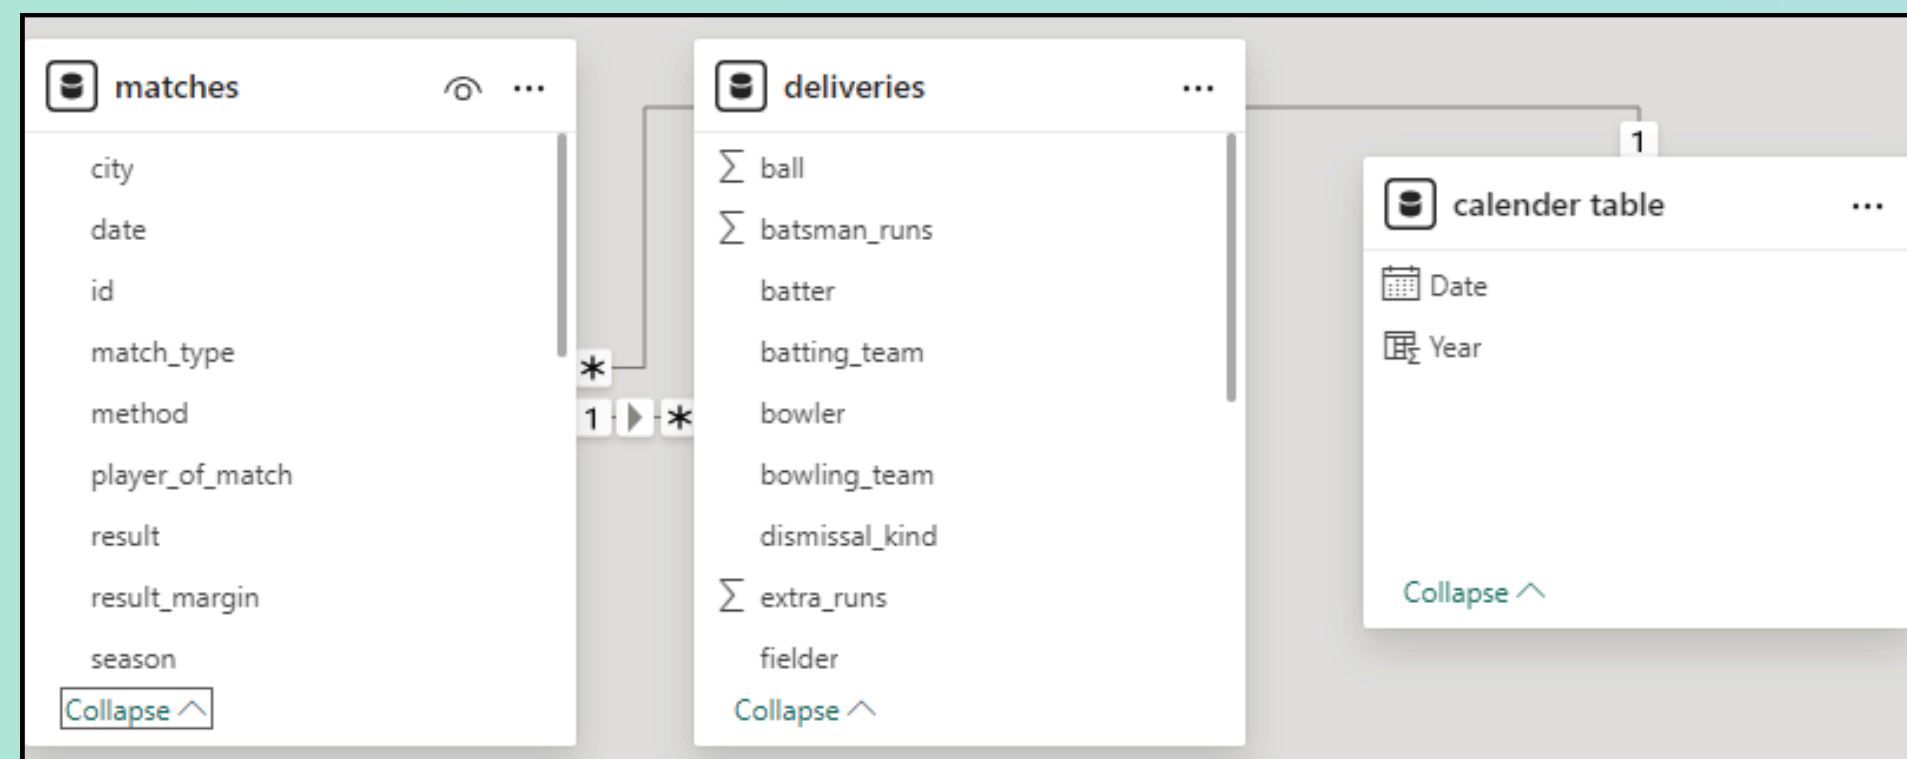 matches
city
date
id
match_type
method
player_of_match
result
result_margin
season
Collapse
*
1 *
deliveries
ball
batsman_runs
batter
batting_team
bowler
bowling_team
dismissal_kind
extra_runs
fielder
Collapse
1
calender table
Date
Year
Collapse